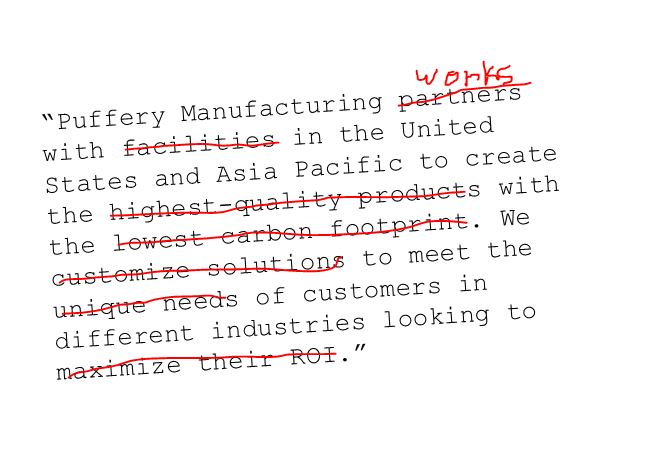 works
“Puffery Manufacturing partners
with facilities in the United
States and Asia Pacific to create
the highest-quality products with
the lowest carbon footprint. We
customize solutions to meet the
unique needs of customers in
different industries looking to
maximize their ROI.”